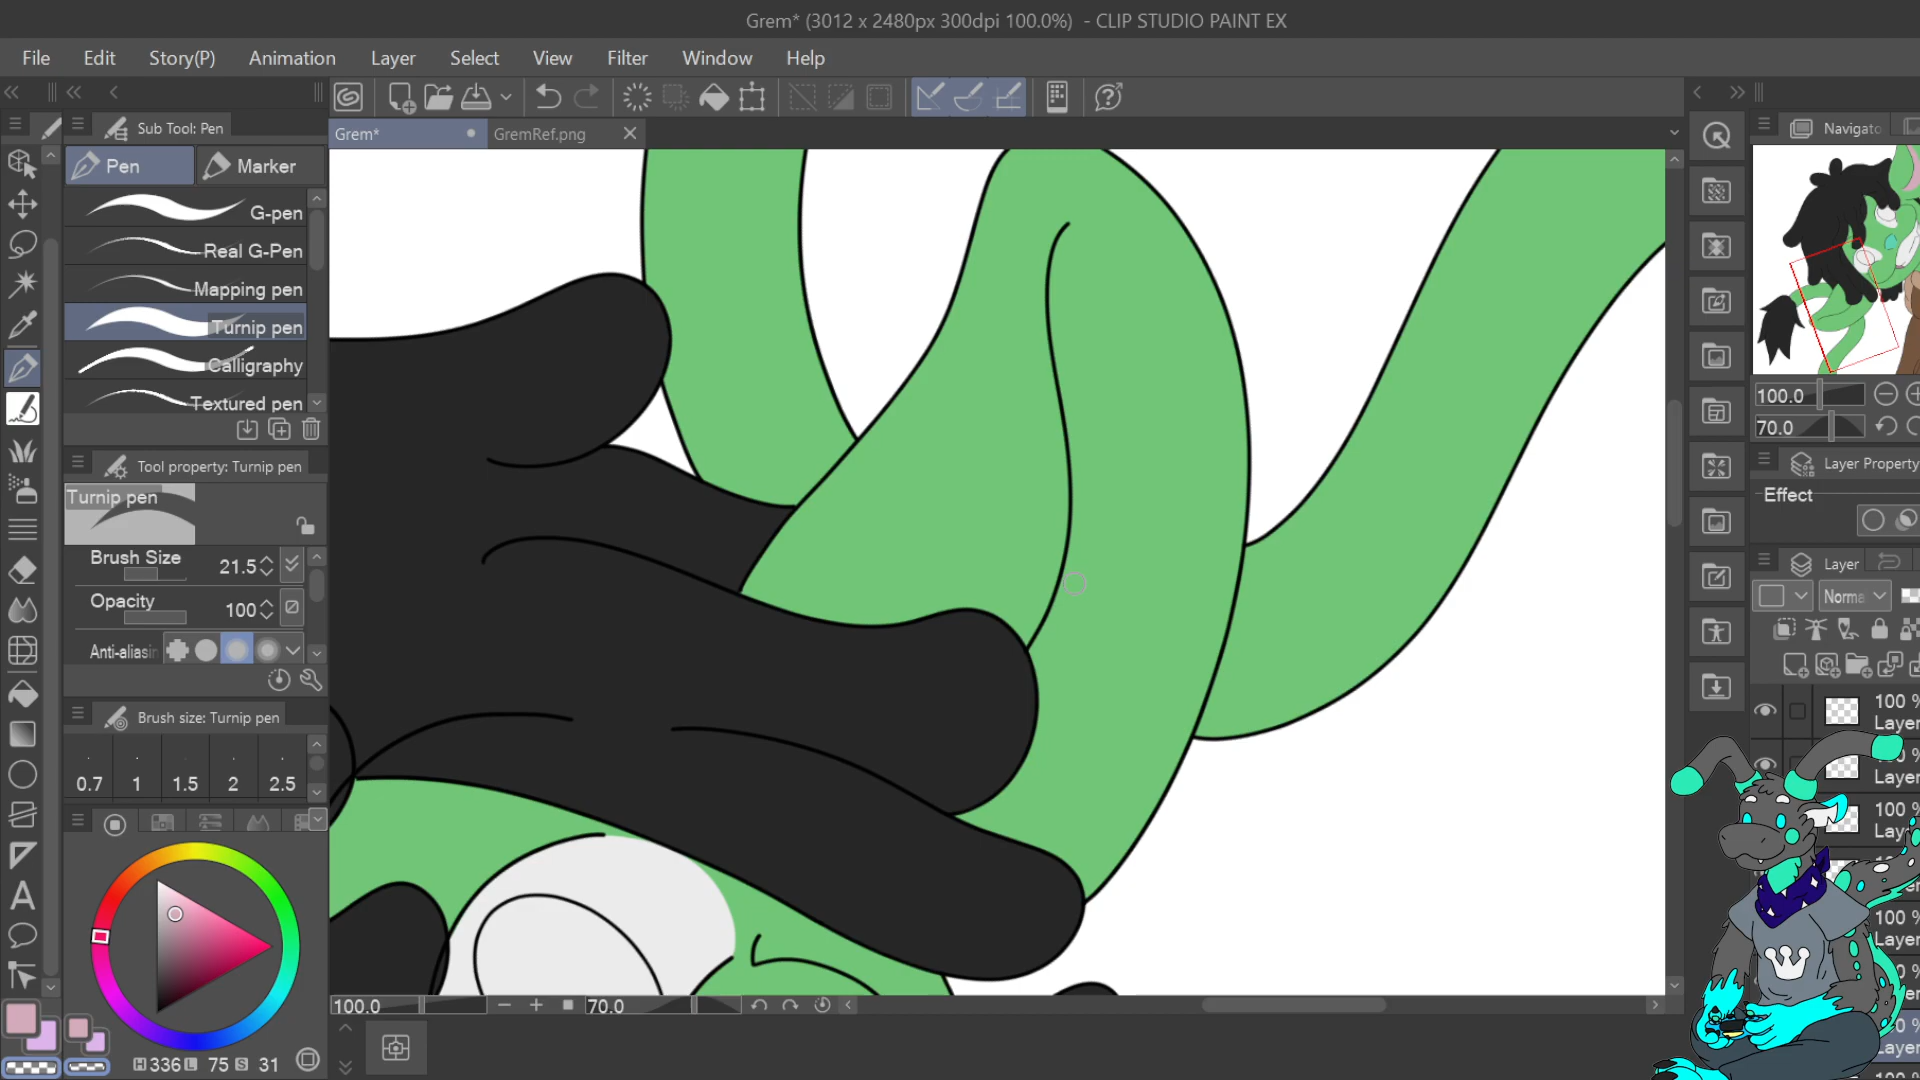 Grem* (3012 x 2480px 300dpi 100.0%)  - CLIP STUDIO PAINT EX
File Edit Story(P) Animation Layer Select View Filter Window Help
Sub Tool: Pen
Grem*
GremRef.png
Navigato
Pen
Marker
G-pen
Real G-Pen
Mapping pen
Turnip pen
Calligraphy
Textured pen
100.0
70.0
Tool property: Turnip pen
Layer Property
Turnip pen
Effect
Brush Size 21.5
Opacity 100
Anti-aliasin
Layer
Norma
Brush size: Turnip pen
0.7 1 1.5 2 2.5
100 %
Layer
Layer
100 %
Layer
Layer
Layer
Layer
100.0
70.0
H 336 L 75 S 31